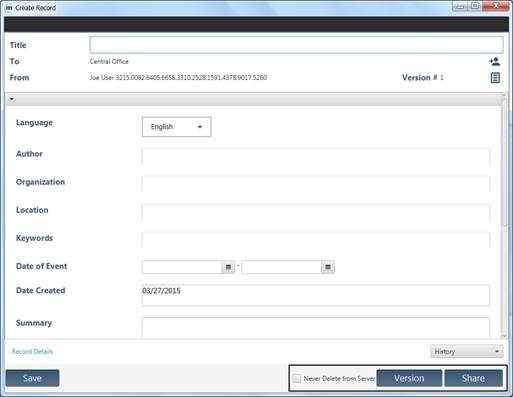 m Create Record
Title
To Central Office
From Joe User 3215.0082.6405.6658.3310.2528.1591.4378.9017.5260 Version # 1
Language English
Author
Organization
Location
Keywords
Date of Event -
Date Created 03/27/2015
Summary
Record Details History
Save Never Delete from Server Version Share